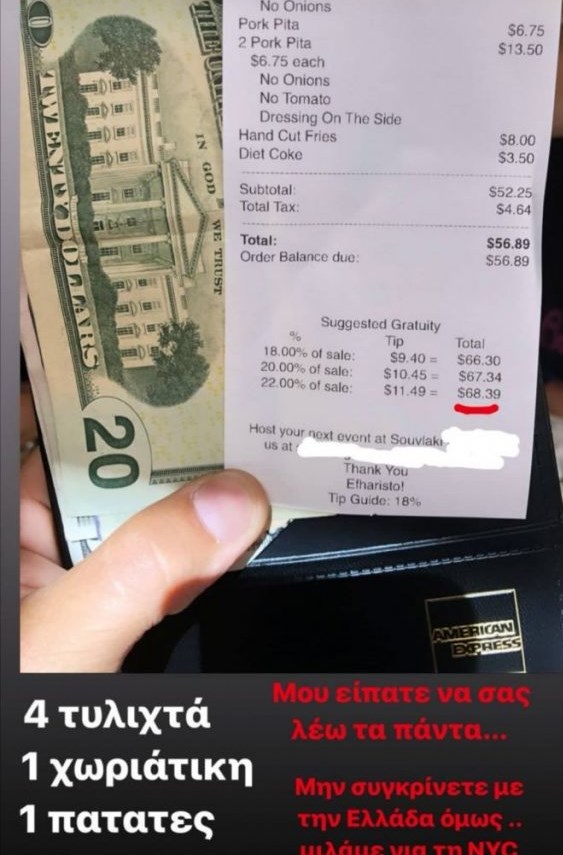 No Onions
Pork Pita $6.75
2 Pork Pita $13.50
$6.75 each
No Onions
No Tomato
Dressing On The Side
Hand Cut Fries $8.00
Diet Coke $3.50
Subtotal: $52.25
Total Tax: $4.64
Total: $56.89
Order Balance due: $56.89
Suggested Gratuity
% Tip Total
18.00% of sale: $9.40 = $66.30
20.00% of sale: $10.45 = $67.34
22.00% of sale: $11.49 = $68.39
Host your next event at Souvlaki
us at
Thank You
Efharisto!
Tip Guide: 18%
TWENTY DOLLARS
IN GOD WE TRUST
20
AMERICAN
EXPRESS
4 τυλιχτά
1 χωριάτικη
1 πατατες
Μου είπατε να σας
λέω τα πάντα...
Μην συγκρίνετε με
την Ελλάδα όμως ..
μιλάμε για τη NYC